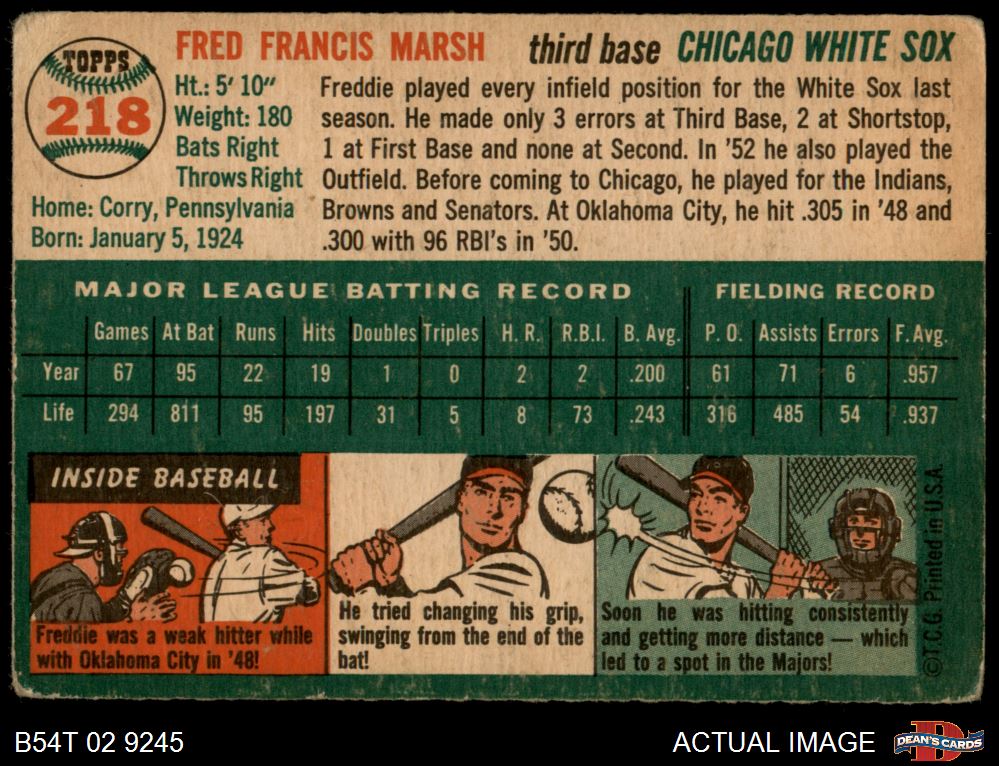 TOPPS
218
FRED FRANCIS MARSH third base CHICAGO WHITE SOX
Ht.: 5' 10"
Weight: 180
Bats Right
Throws Right
Home: Corry, Pennsylvania
Born: January 5, 1924
Freddie played every infield position for the White Sox last
season. He made only 3 errors at Third Base, 2 at Shortstop,
1 at First Base and none at Second. In '52 he also played the
Outfield. Before coming to Chicago, he played for the Indians,
Browns and Senators. At Oklahoma City, he hit .305 in '48 and
.300 with 96 RBI's in '50.
MAJOR LEAGUE BATTING RECORD FIELDING RECORD
Games At Bat Runs Hits Doubles Triples H. R. R.B.I. B. Avg. P. O. Assists Errors F. Avg.
Year 67 95 22 19 1 0 2 2 .200 61 71 6 .957
Life 294 811 95 197 31 5 8 73 .243 316 485 54 .937
INSIDE BASEBALL
Freddie was a weak hitter while
with Oklahoma City in '48!
He tried changing his grip,
swinging from the end of the
bat!
Soon he was hitting consistently
and getting more distance — which
led to a spot in the Majors!
©T.C.G. Printed in U.S.A.
B54T 02 9245
ACTUAL IMAGE
D
DEAN'S CARDS